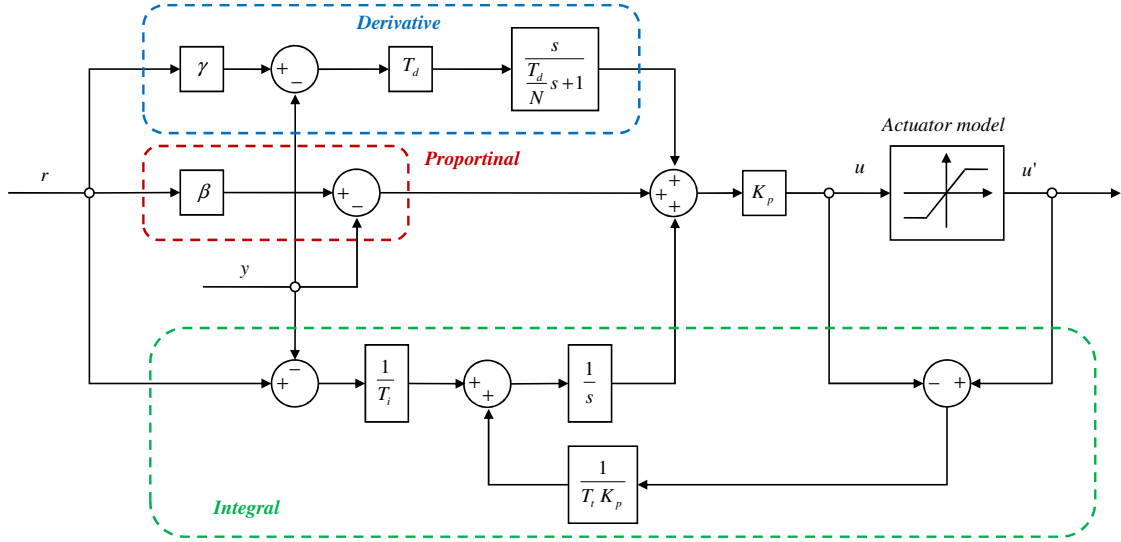 Derivative
γ
+
−
T_d
s
T_d
N
s+1
Actuator model
Proportinal
r
β
+
−
+
+
+
K_p
u
u'
y
−
+
1
T_i
+
+
1
s
−
+
1
T_t K_p
Integral